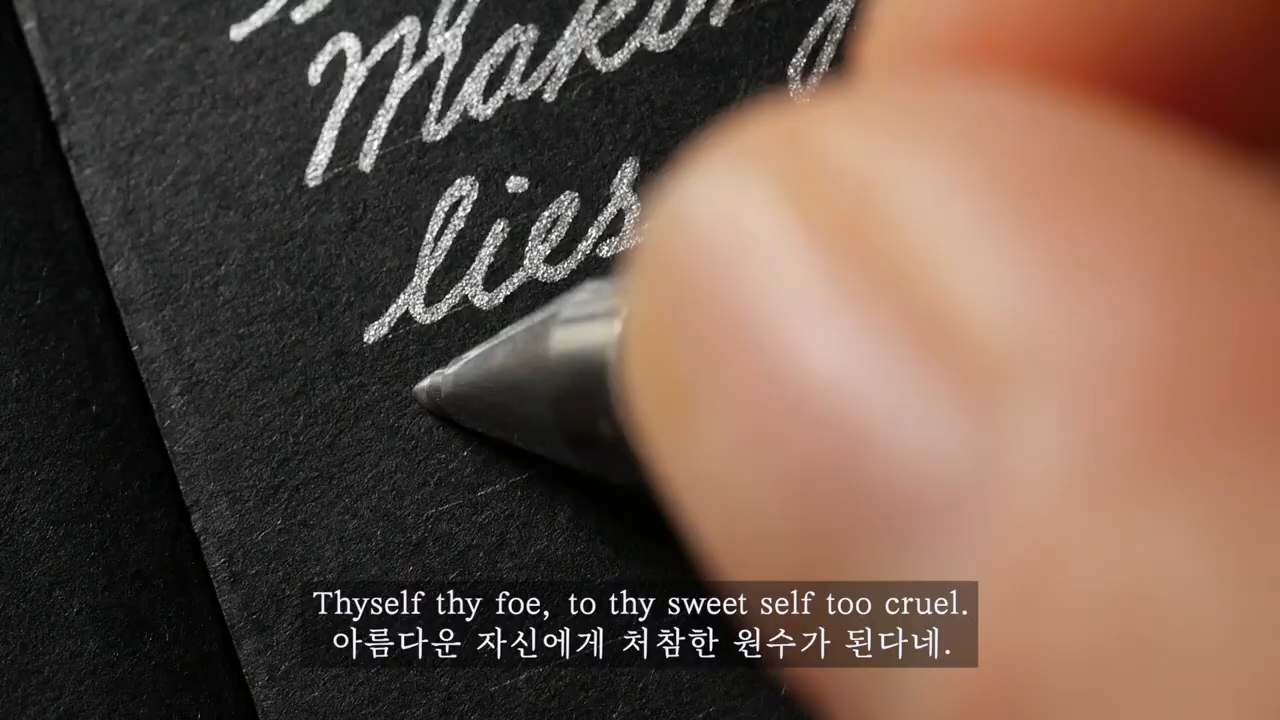 Making
lies
Thyself thy foe, to thy sweet self too cruel.
아름다운 자신에게 처참한 원수가 된다네.